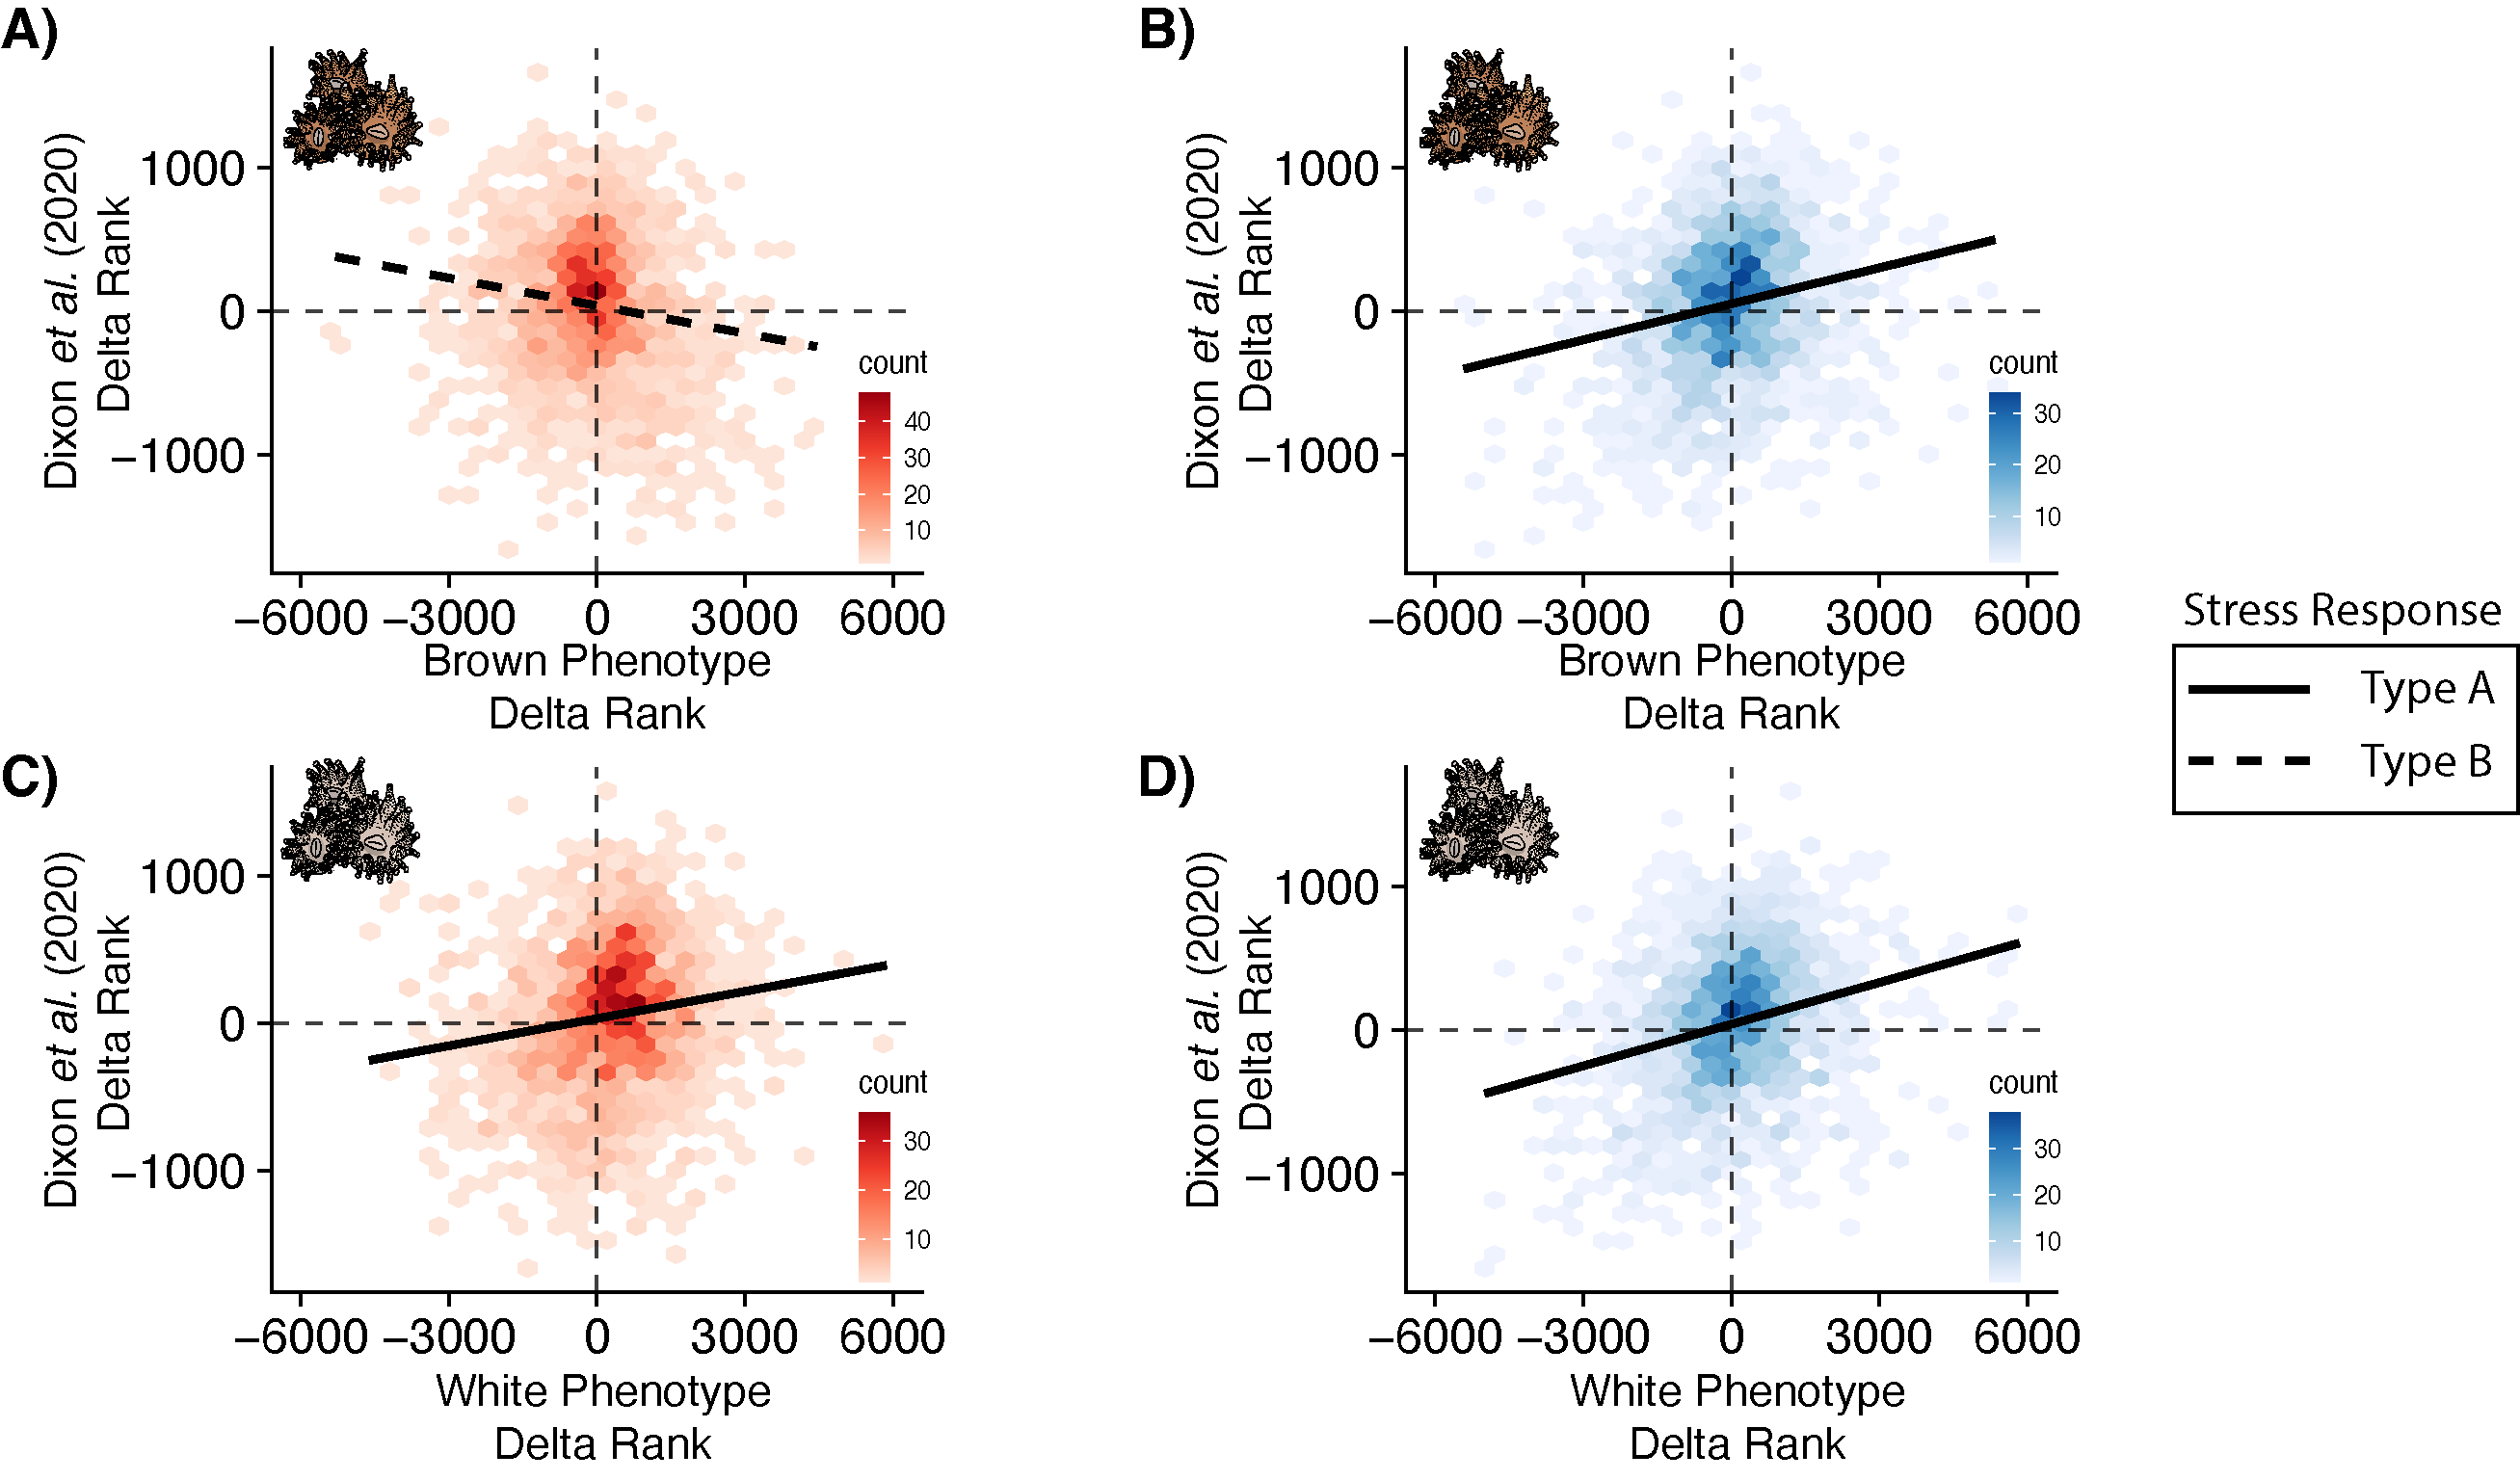 A)
Dixon et al. (2020)
Delta Rank
1000
0
−1000
count
40
30
20
10
−6000 −3000 0 3000 6000
Brown Phenotype
Delta Rank
B)
Dixon et al. (2020)
Delta Rank
1000
0
−1000
count
30
20
10
−6000 −3000 0 3000 6000
Brown Phenotype
Delta Rank
Stress Response
Type A
Type B
C)
Dixon et al. (2020)
Delta Rank
1000
0
−1000
count
30
20
10
−6000 −3000 0 3000 6000
White Phenotype
Delta Rank
D)
Dixon et al. (2020)
Delta Rank
1000
0
−1000
count
30
20
10
−6000 −3000 0 3000 6000
White Phenotype
Delta Rank